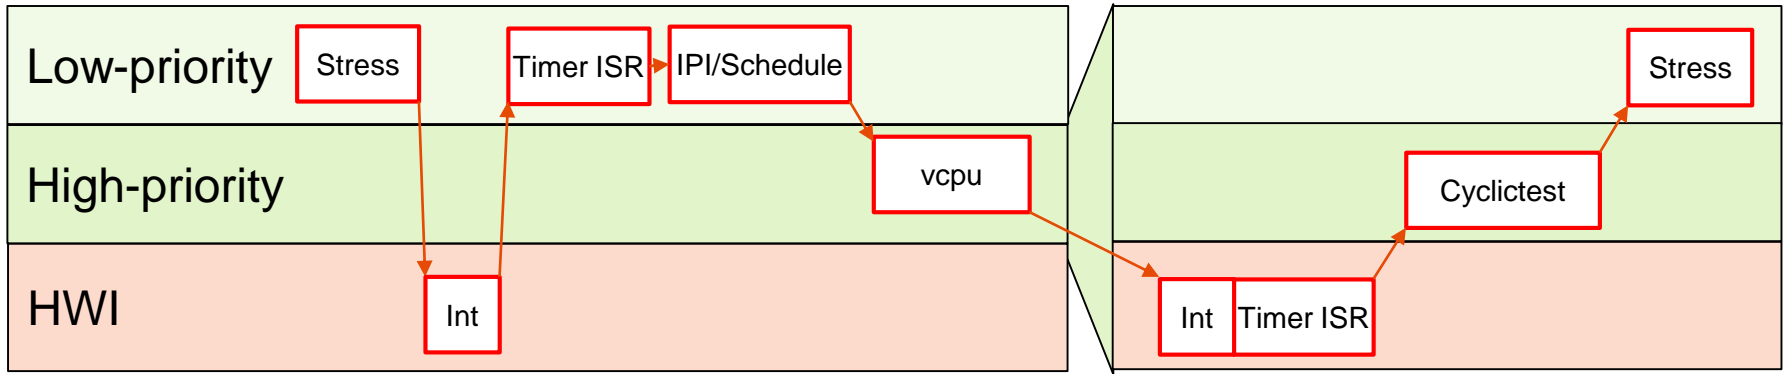 Low-priority
Stress
Timer ISR
IPI/Schedule
Stress
High-priority
vcpu
Cyclictest
HWI
Int
Int
Timer ISR